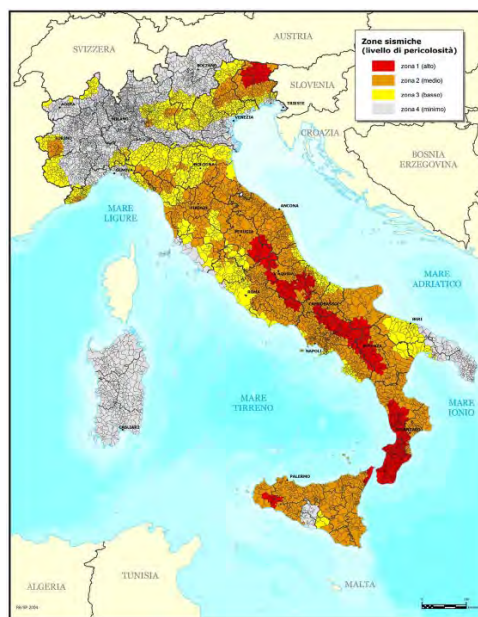 AUSTRIA
SVIZZERA
Zone sismiche
(livello di pericolosità)
zona 1 (alto)
zona 2 (medio)
zona 3 (basso)
zona 4 (minimo)
SLOVENIA
TRIESTE
VENEZIA
CROAZIA
MILANO
BOSNIA
ERZEGOVINA
BOLOGNA
GENOVA
MARE
LIGURE
ANCONA
PERUGIA
MARE
ADRIATICO
ROMA
BARI
NAPOLI
MARE
TIRRENO
MARE
IONIO
CAGLIARI
PALERMO
ALGERIA
TUNISIA
MALTA